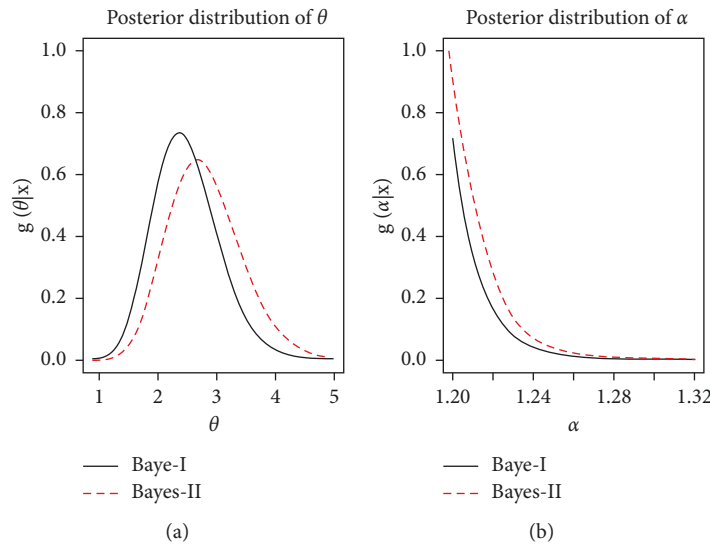 Posterior distribution of θ
1.0
0.8
0.6
0.4
0.2
0.0
g (θ|x)
1 2 3 4 5
θ
Baye-I
Bayes-II
(a)
Posterior distribution of α
1.0
0.8
0.6
0.4
0.2
0.0
g (α|x)
1.20 1.24 1.28 1.32
α
Baye-I
Bayes-II
(b)